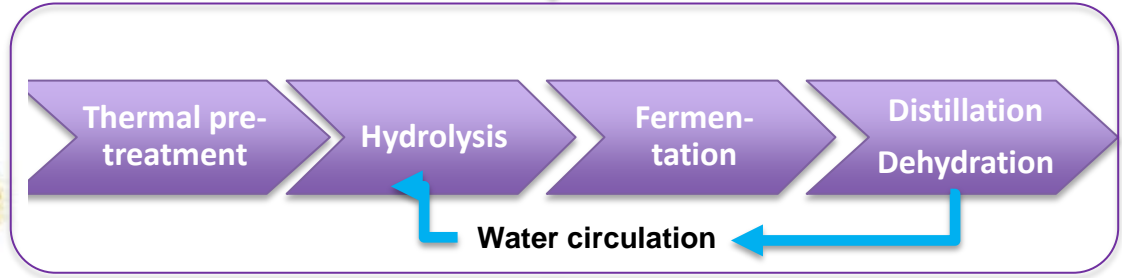 Thermal pre-
treatment
Hydrolysis
Fermen-
tation
Distillation
Dehydration
Water circulation